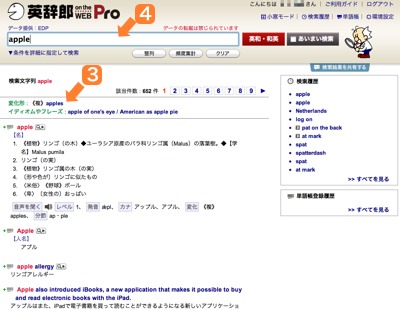 英辞郎 on the WEB Pro
こんにちは、 さん │ ご利用ガイド │ ログアウト
データ提供 : EDP
データの転載は禁じられています
小窓モード │ 検索履歴 │ 単語帳 │ 環境設定
4
apple
英和・和英
あいまい検索
▼条件を詳細に指定して検索
整列
頻度集計
クリア
検索結果を共有する
検索文字列 apple
該当件数 : 652 件 1 2 3 4 5 6 7 8 9
3
変化形 : 《複》apples
イディオムやフレーズ : apple of one's eye / American as apple pie
apple
【名】
1. 《植物》リンゴ（の木）◆ユーラシア原産のバラ科リンゴ属（Malus）の落葉樹。◆【学
名】Malus pumila
2. リンゴ（の実）
3. 《植物》リンゴ属の木（の実）
4. （形や色が）リンゴに似たもの
5. 〈米俗〉《野球》ボール
6. 〈卑〉（女性の）おっぱい
音声を聞く レベル 1、 発音 ǽpl、 カナ アップル、アプル、 変化 《複》
apples、 分節 ap・ple
Apple
【人名】
アプル
apple allergy
リンゴアレルギー
Apple also introduced iBooks, a new application that makes it possible to buy
and read electronic books with the iPad.
アップルはまた、iPadで電子書籍を買って読むことができるようになる新しいアプリケーショ
検索履歴
apple
apple
Netherlands
log on
pat on the back
at mark
spat
spatterdash
spat
at mark
>> すべてを見る
単語帳登録履歴
>> すべてを見る